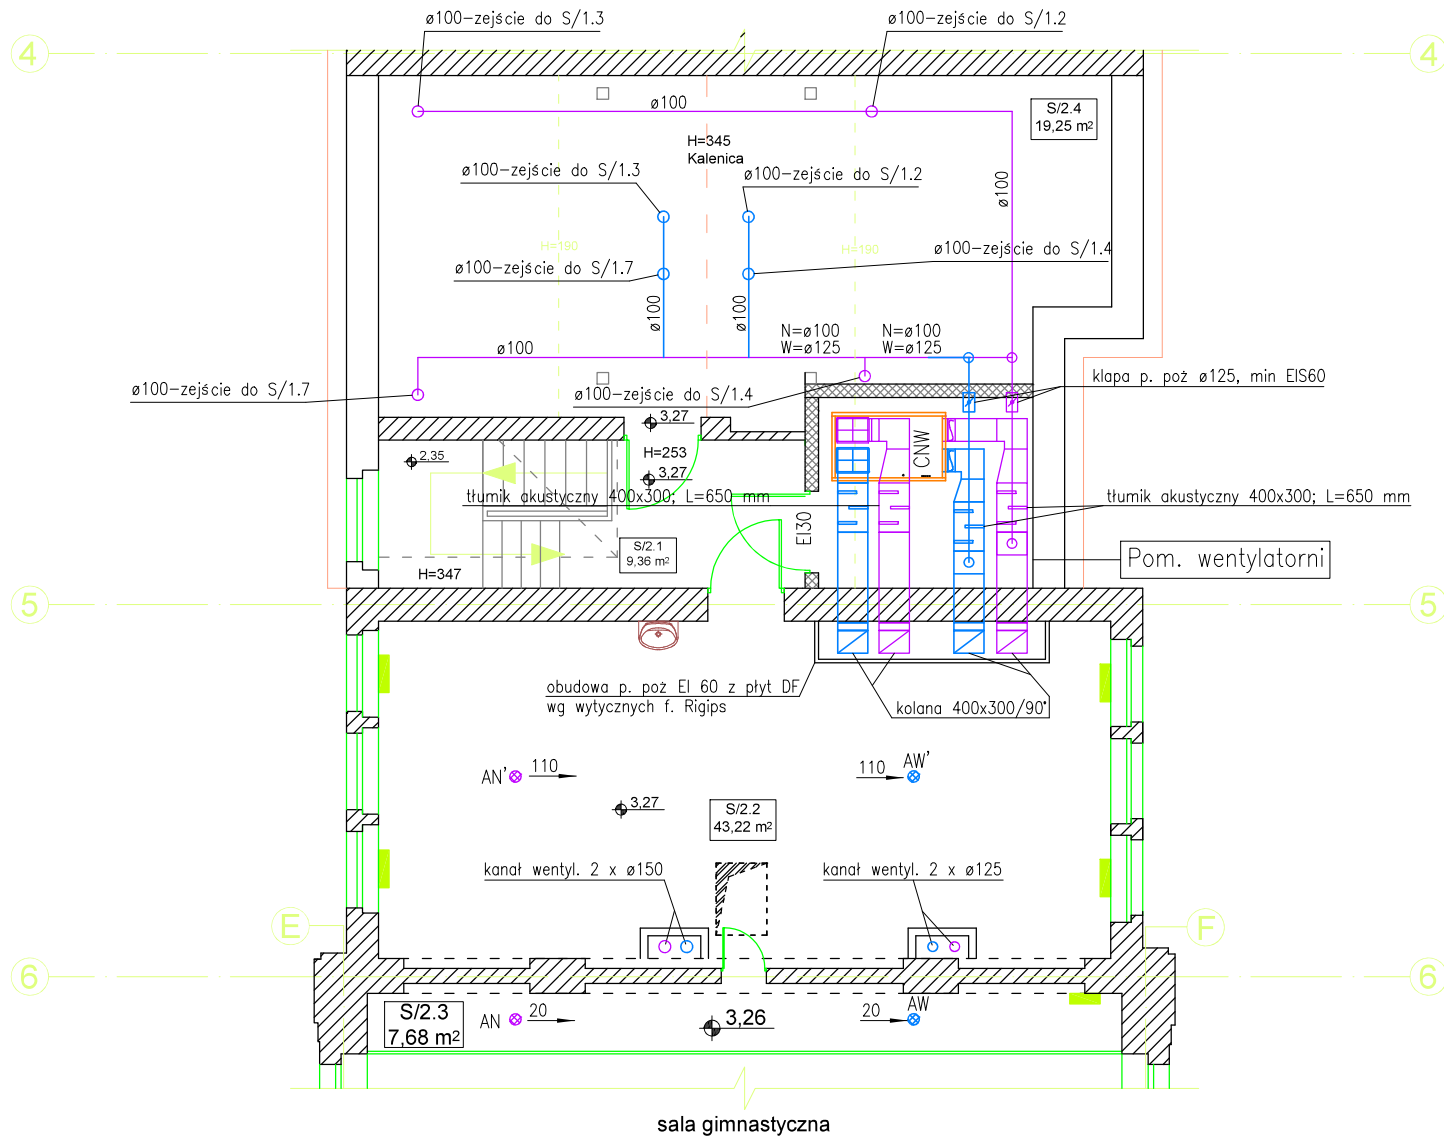 ø100-zejście do S/1.3
ø100-zejście do S/1.2
4
4
ø100
S/2.4
19,25 m²
H=345
Kalenica
ø100-zejście do S/1.3
ø100-zejście do S/1.2
ø100
H=190
H=190
ø100-zejście do S/1.4
ø100-zejście do S/1.7
ø100
ø100
N=ø100
W=ø125
N=ø100
W=ø125
ø100
klapa p. poż ø125, min EIS60
ø100-zejście do S/1.7
ø100-zejście do S/1.4
3,27
H=253
2,35
3,27
CNW
tłumik akustyczny 400x300; L=650 mm
tłumik akustyczny 400x300; L=650 mm
EI30
S/2.1
9,36 m²
H=347
Pom. wentylatorni
5
5
obudowa p. poż EI 60 z płyt DF
wg wytycznych f. Rigips
kolana 400x300/90°
AN'
110
110
AW'
3,27
S/2.2
43,22 m²
kanał wentyl. 2 x ø150
kanał wentyl. 2 x ø125
E
F
6
6
S/2.3
7,68 m²
AN
20
3,26
20
AW
sala gimnastyczna